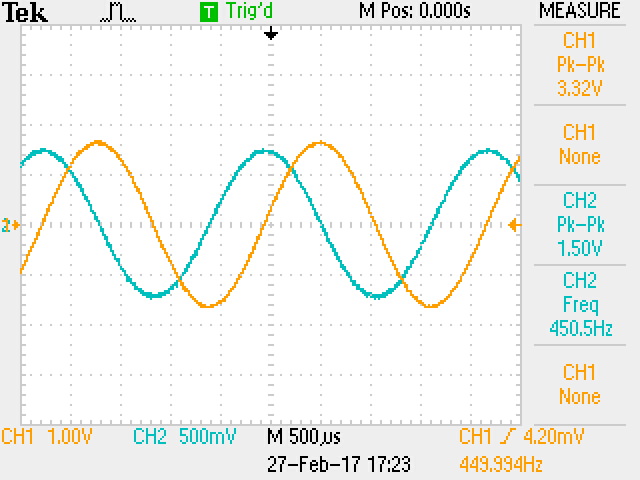 Tek T Trig'd M Pos: 0.000s MEASURE
CH1
Pk-Pk
3.32V
CH1
None
CH2
Pk-Pk
1.50V
CH2
Freq
450.5Hz
CH1
None
2
CH1 1.00V CH2 500mV M 500µs CH1 4.20mV
27-Feb-17 17:23 449.994Hz